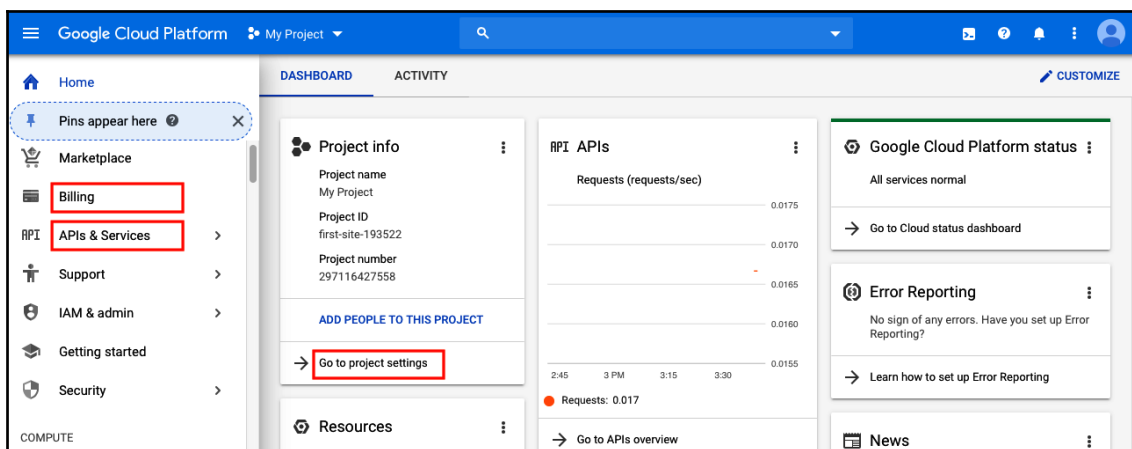 Google Cloud Platform
My Project
Home
Pins appear here
Marketplace
Billing
API APIs & Services
Support
IAM & admin
Getting started
Security
COMPUTE
DASHBOARD
ACTIVITY
CUSTOMIZE
Project info
Project name
My Project
Project ID
first-site-193522
Project number
297116427558
ADD PEOPLE TO THIS PROJECT
Go to project settings
Resources
API APIs
Requests (requests/sec)
0.0175
0.0170
0.0165
0.0160
0.0155
2:45 3 PM 3:15 3:30
Requests: 0.017
Go to APIs overview
Google Cloud Platform status
All services normal
Go to Cloud status dashboard
Error Reporting
No sign of any errors. Have you set up Error
Reporting?
Learn how to set up Error Reporting
News